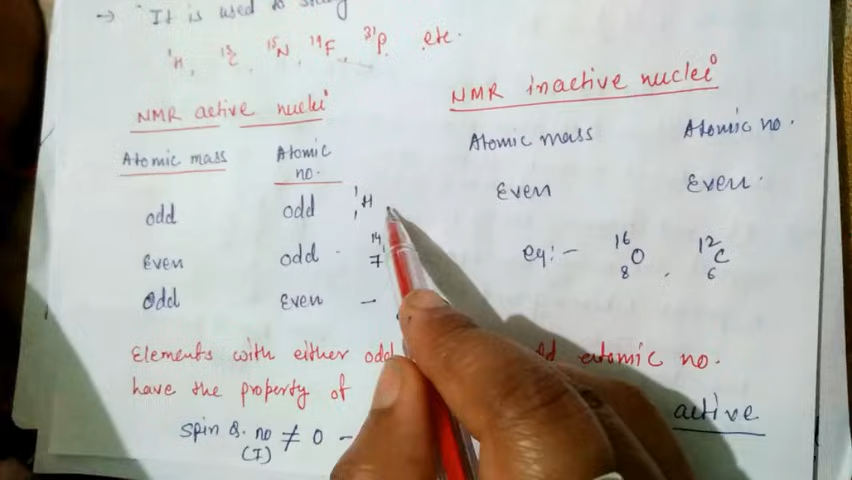 → It is used to study
¹H, ¹³C, ¹⁵N, ¹⁹F, ³¹P etc.
NMR active nuclei
Atomic mass Atomic no.
odd odd ¹₁H
Even odd - ¹⁴₇
Odd Even -
NMR inactive nuclei
Atomic mass Atomic no.
Even Even.
eg:- ¹⁶₈O , ¹²₆C
Elements with either odd atomic no.
have the property of
active
spin Q. no ≠ 0 -
(I)